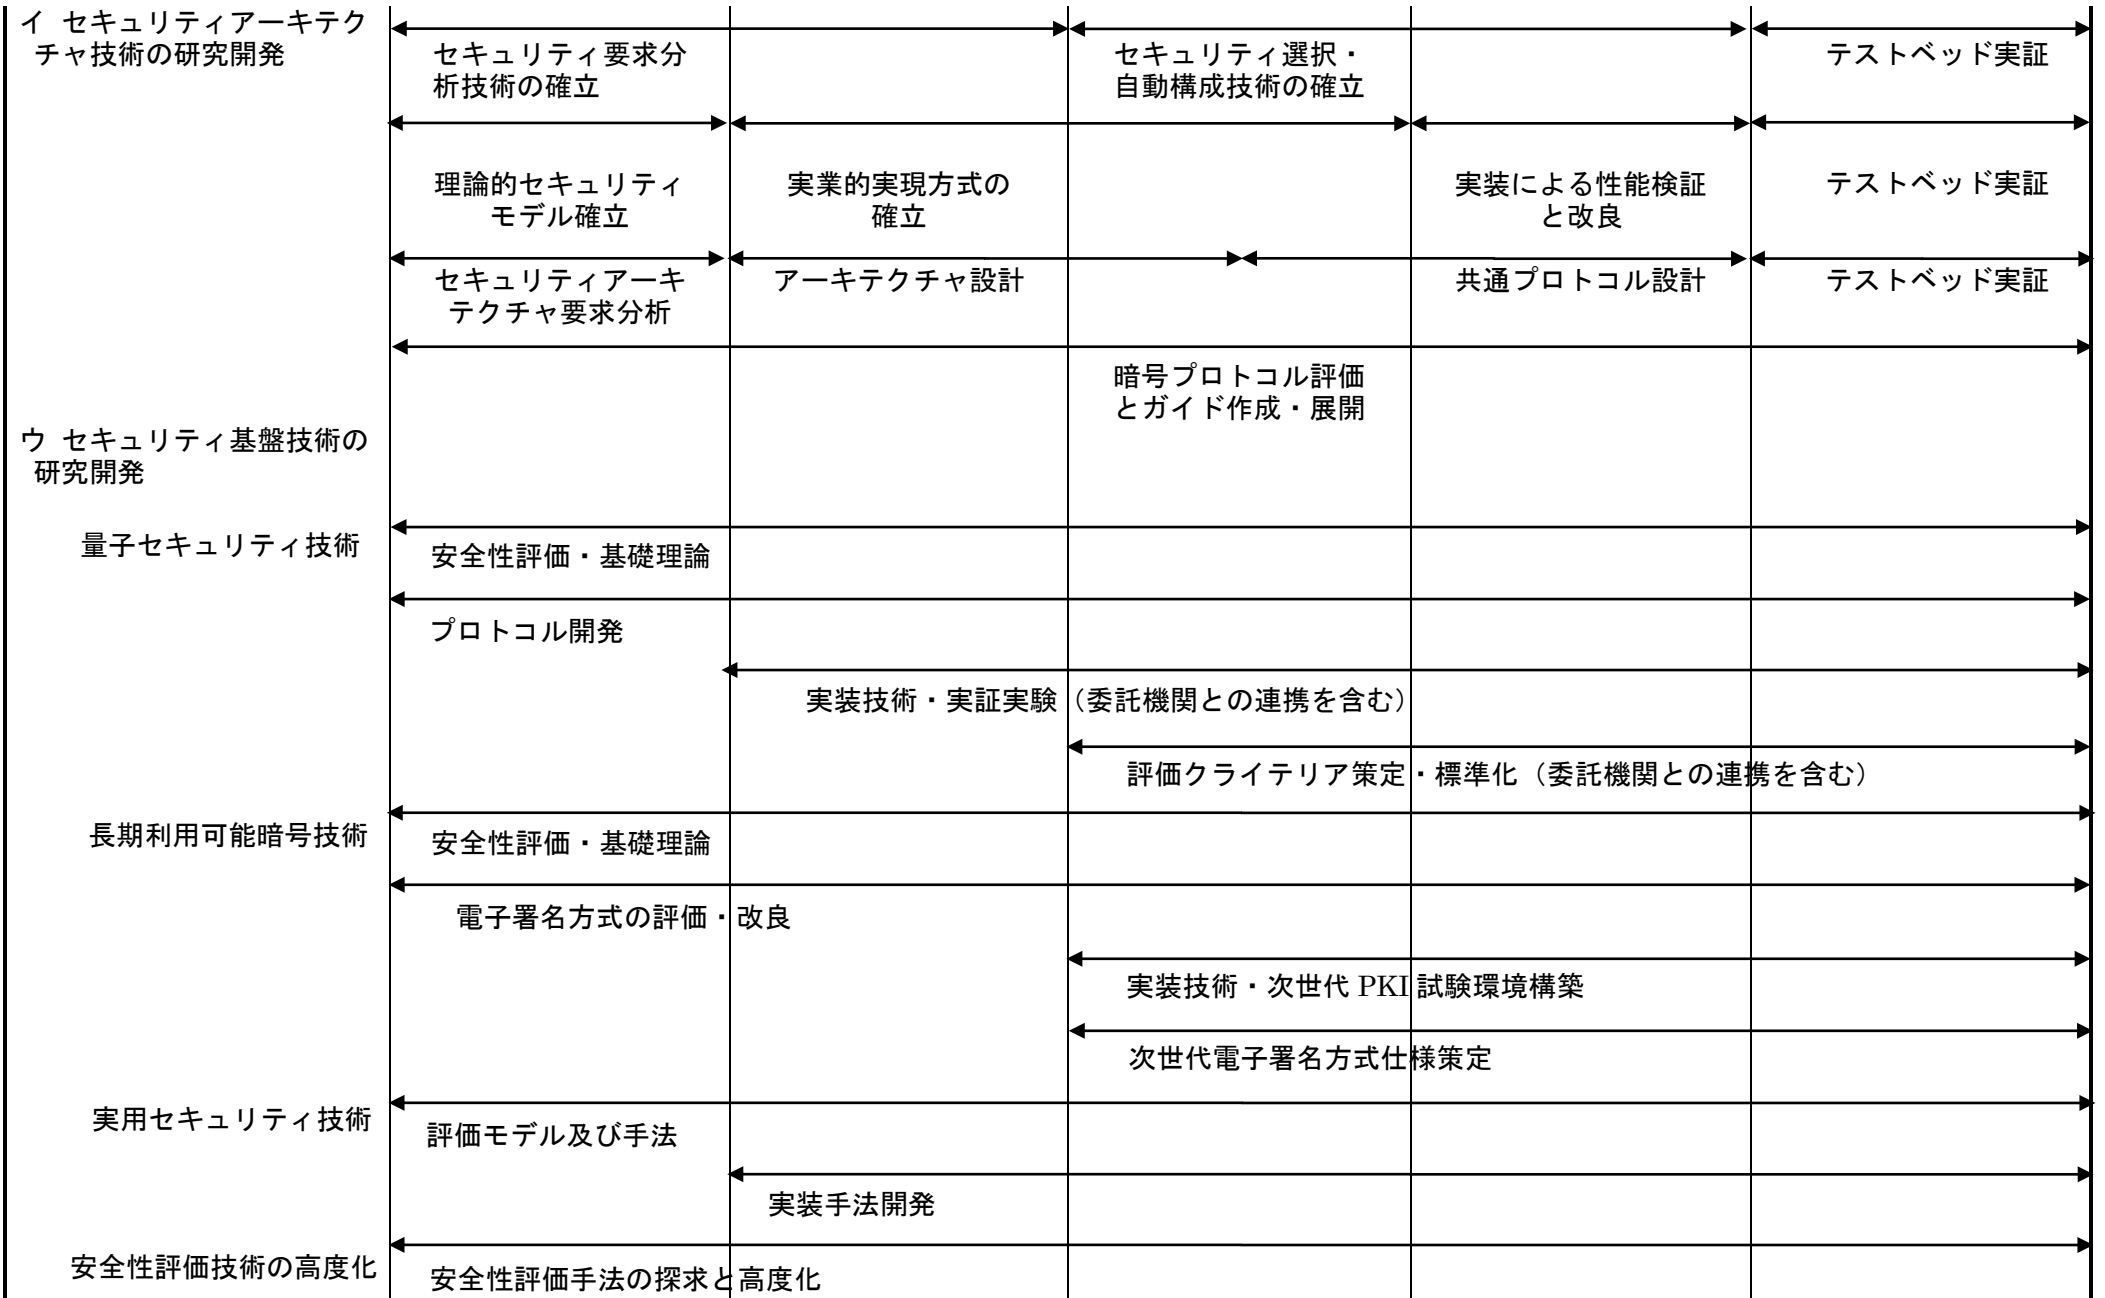 イ セキュリティアーキテク
チャ技術の研究開発
セキュリティ要求分
析技術の確立
セキュリティ選択・
自動構成技術の確立
テストベッド実証
理論的セキュリティ
モデル確立
実業的実現方式の
確立
実装による性能検証
と改良
テストベッド実証
セキュリティアーキ
テクチャ要求分析
アーキテクチャ設計
共通プロトコル設計
テストベッド実証
暗号プロトコル評価
とガイド作成・展開
ウ セキュリティ基盤技術の
研究開発
量子セキュリティ技術
安全性評価・基礎理論
プロトコル開発
実装技術・実証実験（委託機関との連携を含む）
評価クライテリア策定・標準化（委託機関との連携を含む）
長期利用可能暗号技術
安全性評価・基礎理論
電子署名方式の評価・改良
実装技術・次世代 PKI 試験環境構築
次世代電子署名方式仕様策定
実用セキュリティ技術
評価モデル及び手法
実装手法開発
安全性評価技術の高度化
安全性評価手法の探求と高度化